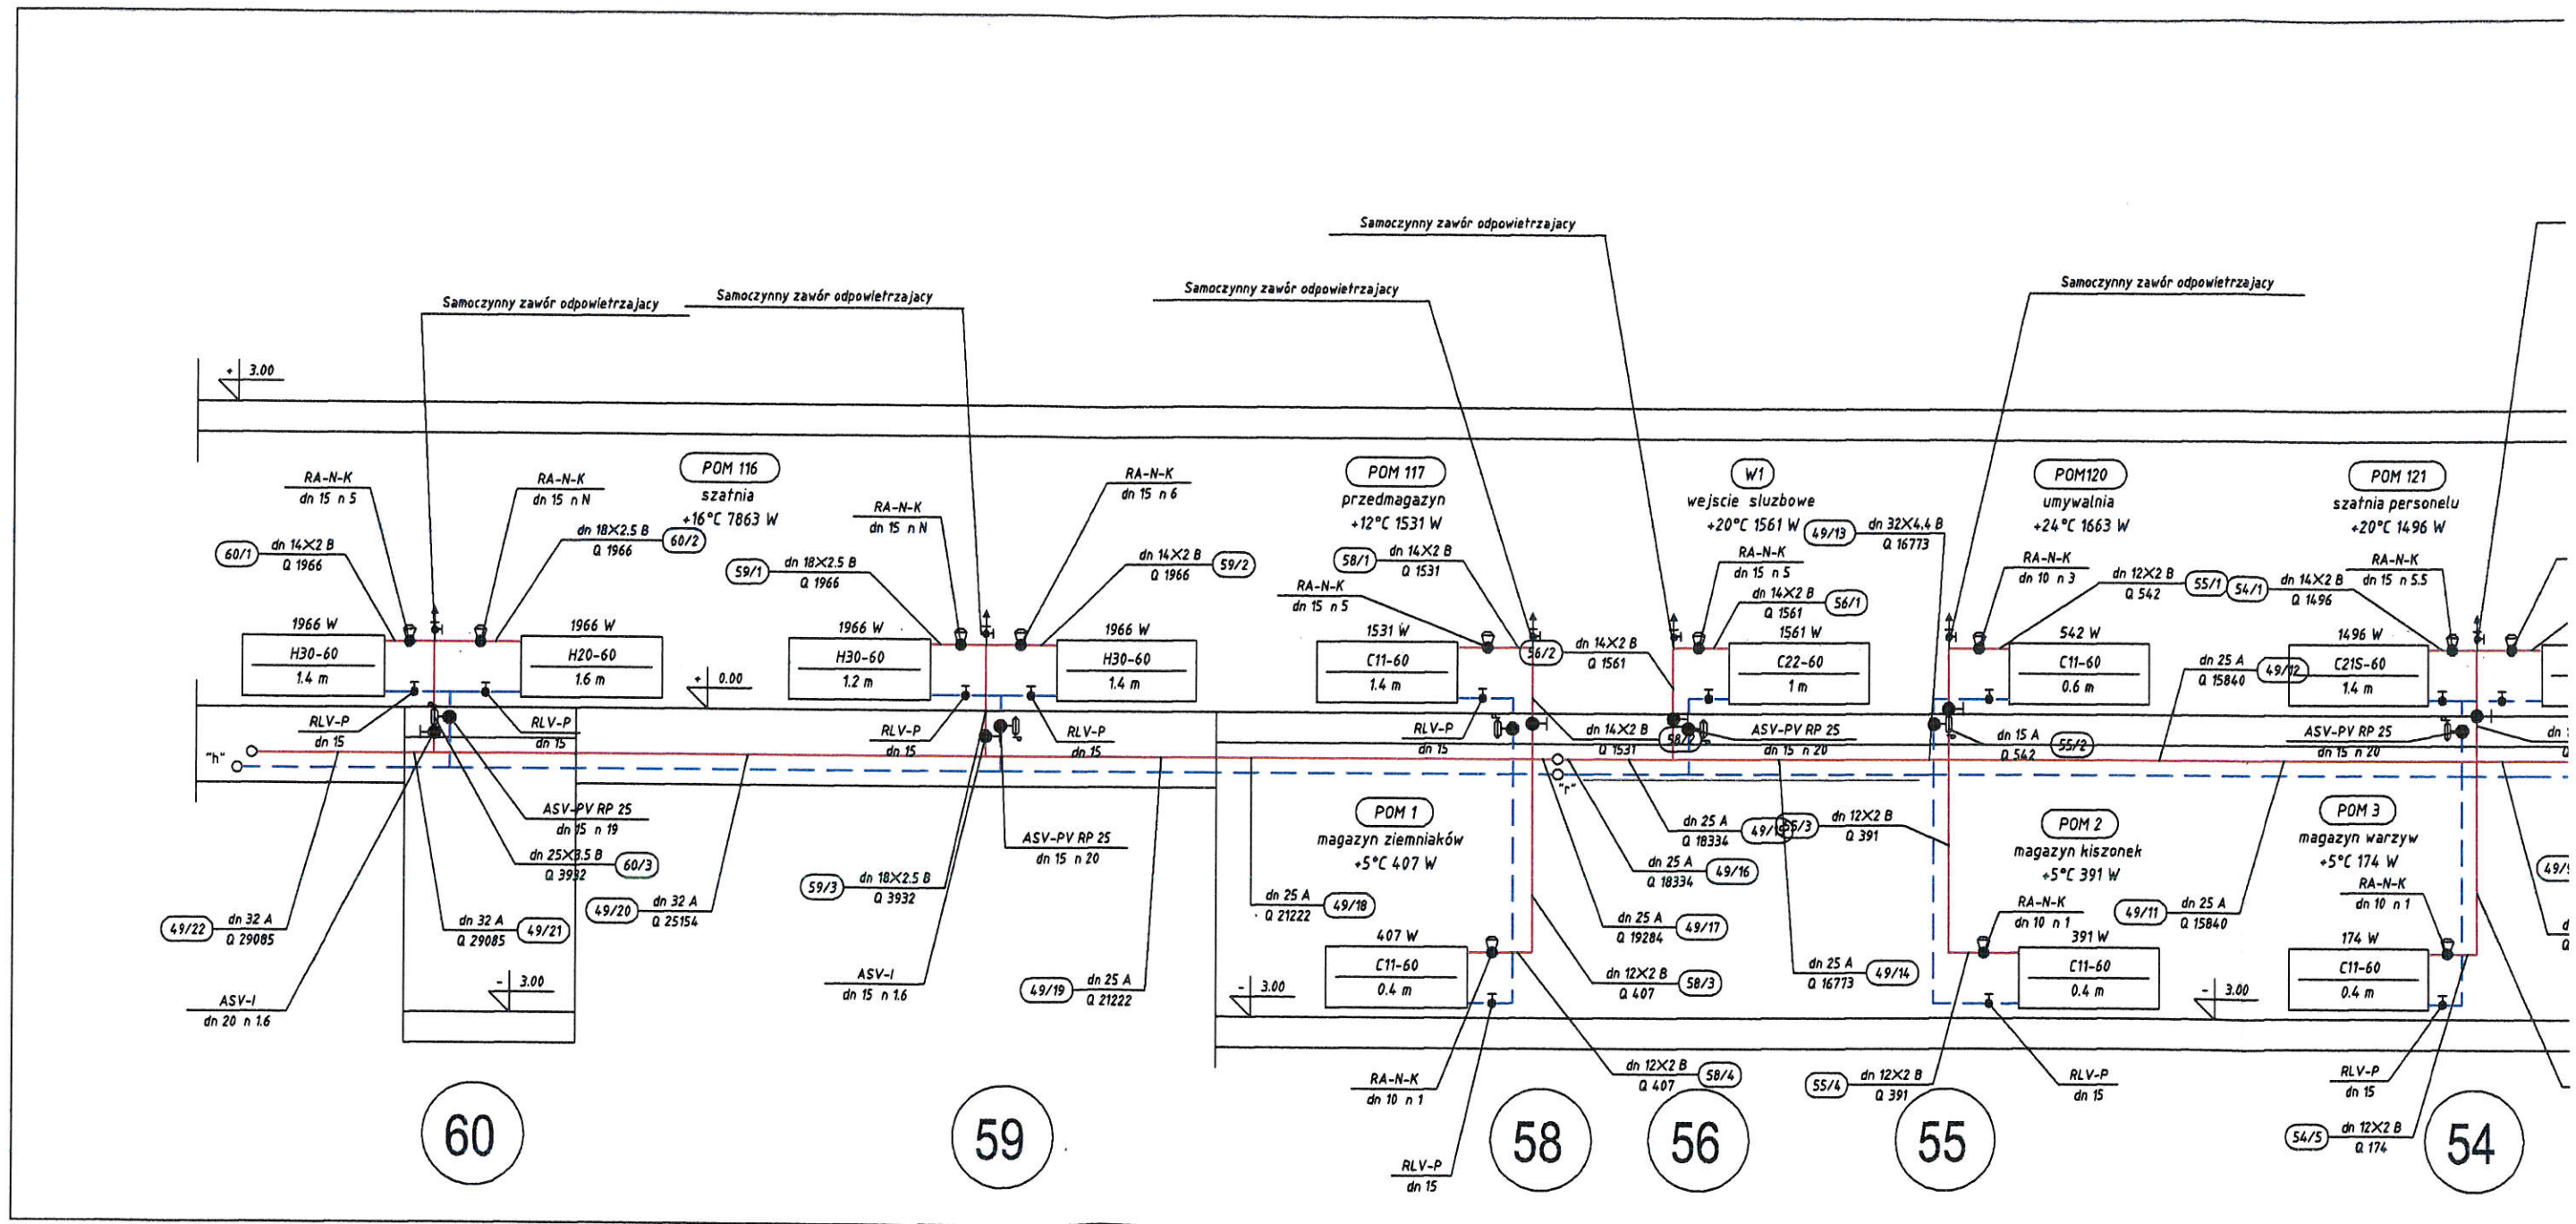 Samoczynny zawór odpowietrzajacy
Samoczynny zawór odpowietrzajacy
Samoczynny zawór odpowietrzajacy
Samoczynny zawór odpowietrzajacy
Samoczynny zawór odpowietrzajacy
+ 3.00
RA-N-K
dn 15 n 5
RA-N-K
dn 15 n N
POM 116
szatnia
+16°C 7863 W
60/1
dn 14X2 B
Q 1966
dn 18X2.5 B
Q 1966
60/2
1966 W
H30-60
1.4 m
1966 W
H20-60
1.6 m
RLV-P
dn 15
RLV-P
dn 15
+ 0.00
"h"
ASV-PV RP 25
dn 15 n 19
dn 25X3.5 B
Q 3932
60/3
49/22
dn 32 A
Q 29085
dn 32 A
Q 29085
49/21
49/20
dn 32 A
Q 25154
ASV-I
dn 20 n 1.6
- 3.00
60
RA-N-K
dn 15 n N
RA-N-K
dn 15 n 6
59/1
dn 18X2.5 B
Q 1966
dn 14X2 B
Q 1966
59/2
1966 W
H30-60
1.2 m
1966 W
H30-60
1.4 m
RLV-P
dn 15
RLV-P
dn 15
ASV-PV RP 25
dn 15 n 20
59/3
dn 18X2.5 B
Q 3932
ASV-I
dn 15 n 1.6
49/19
dn 25 A
Q 21222
59
POM 117
przedmagazyn
+12°C 1531 W
58/1
dn 14X2 B
Q 1531
RA-N-K
dn 15 n 5
1531 W
C11-60
1.4 m
RLV-P
dn 15
dn 14X2 B
Q 1531
58/2
"r"
POM 1
magazyn ziemniaków
+5°C 407 W
dn 25 A
Q 21222
49/18
407 W
C11-60
0.4 m
- 3.00
dn 25 A
Q 18334
dn 25 A
Q 18334
49/16
dn 25 A
Q 19284
49/17
dn 12X2 B
Q 407
58/3
dn 12X2 B
Q 407
58/4
RA-N-K
dn 10 n 1
RLV-P
dn 15
58
W1
wejscie sluzbowe
+20°C 1561 W
RA-N-K
dn 15 n 5
dn 14X2 B
Q 1561
56/1
56/2
dn 14X2 B
Q 1561
1561 W
C22-60
1 m
ASV-PV RP 25
dn 15 n 20
dn 25 A
Q 16773
49/14
56
49/13
dn 32X4.4 B
Q 16773
POM120
umywalnia
+24°C 1663 W
RA-N-K
dn 10 n 3
dn 12X2 B
Q 542
55/1
542 W
C11-60
0.6 m
dn 15 A
Q 542
55/2
55/3
dn 12X2 B
Q 391
POM 2
magazyn kiszonek
+5°C 391 W
RA-N-K
dn 10 n 1
391 W
C11-60
0.4 m
55/4
dn 12X2 B
Q 391
RLV-P
dn 15
55
POM 121
szatnia personelu
+20°C 1496 W
54/1
dn 14X2 B
Q 1496
RA-N-K
dn 15 n 5.5
dn 25 A
Q 15840
49/12
1496 W
C21S-60
1.4 m
ASV-PV RP 25
dn 15 n 20
dn
POM 3
magazyn warzyw
+5°C 174 W
RA-N-K
dn 10 n 1
49/11
dn 25 A
Q 15840
174 W
C11-60
0.4 m
- 3.00
RLV-P
dn 15
54/5
dn 12X2 B
Q 174
54